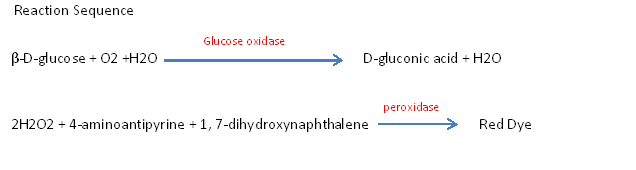 Reaction Sequence
Glucose oxidase
β-D-glucose + O2 +H2O D-gluconic acid + H2O
peroxidase
2H2O2 + 4-aminoantipyrine + 1, 7-dihydroxynaphthalene Red Dye